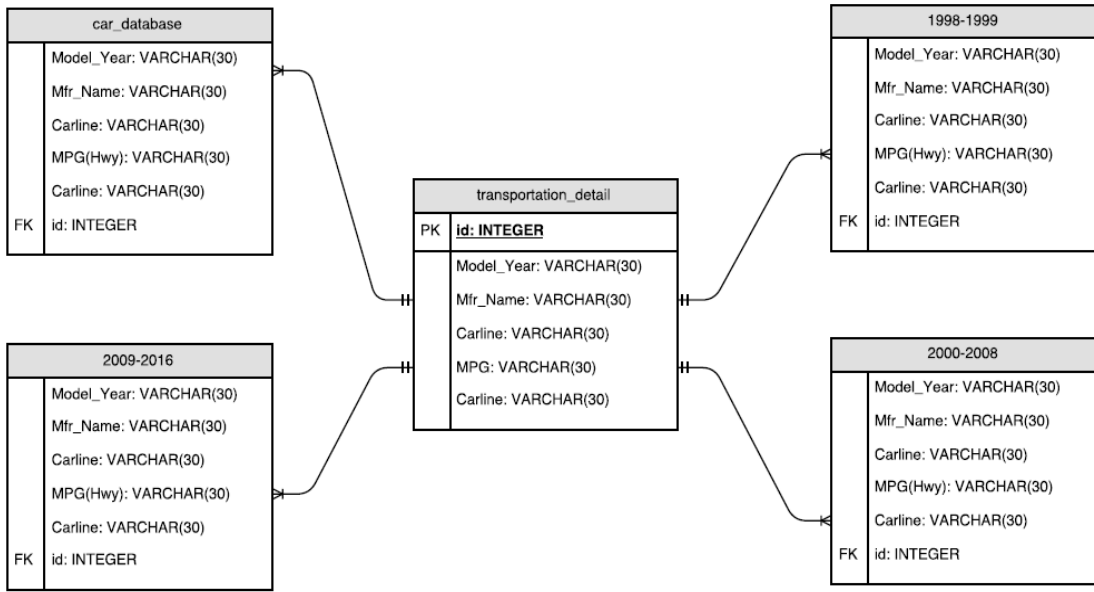 car_database
Model_Year: VARCHAR(30)
Mfr_Name: VARCHAR(30)
Carline: VARCHAR(30)
MPG(Hwy): VARCHAR(30)
Carline: VARCHAR(30)
FK id: INTEGER
1998-1999
Model_Year: VARCHAR(30)
Mfr_Name: VARCHAR(30)
Carline: VARCHAR(30)
MPG(Hwy): VARCHAR(30)
Carline: VARCHAR(30)
FK id: INTEGER
transportation_detail
PK id: INTEGER
Model_Year: VARCHAR(30)
Mfr_Name: VARCHAR(30)
Carline: VARCHAR(30)
MPG: VARCHAR(30)
Carline: VARCHAR(30)
2009-2016
Model_Year: VARCHAR(30)
Mfr_Name: VARCHAR(30)
Carline: VARCHAR(30)
MPG(Hwy): VARCHAR(30)
Carline: VARCHAR(30)
FK id: INTEGER
2000-2008
Model_Year: VARCHAR(30)
Mfr_Name: VARCHAR(30)
Carline: VARCHAR(30)
MPG(Hwy): VARCHAR(30)
Carline: VARCHAR(30)
FK id: INTEGER